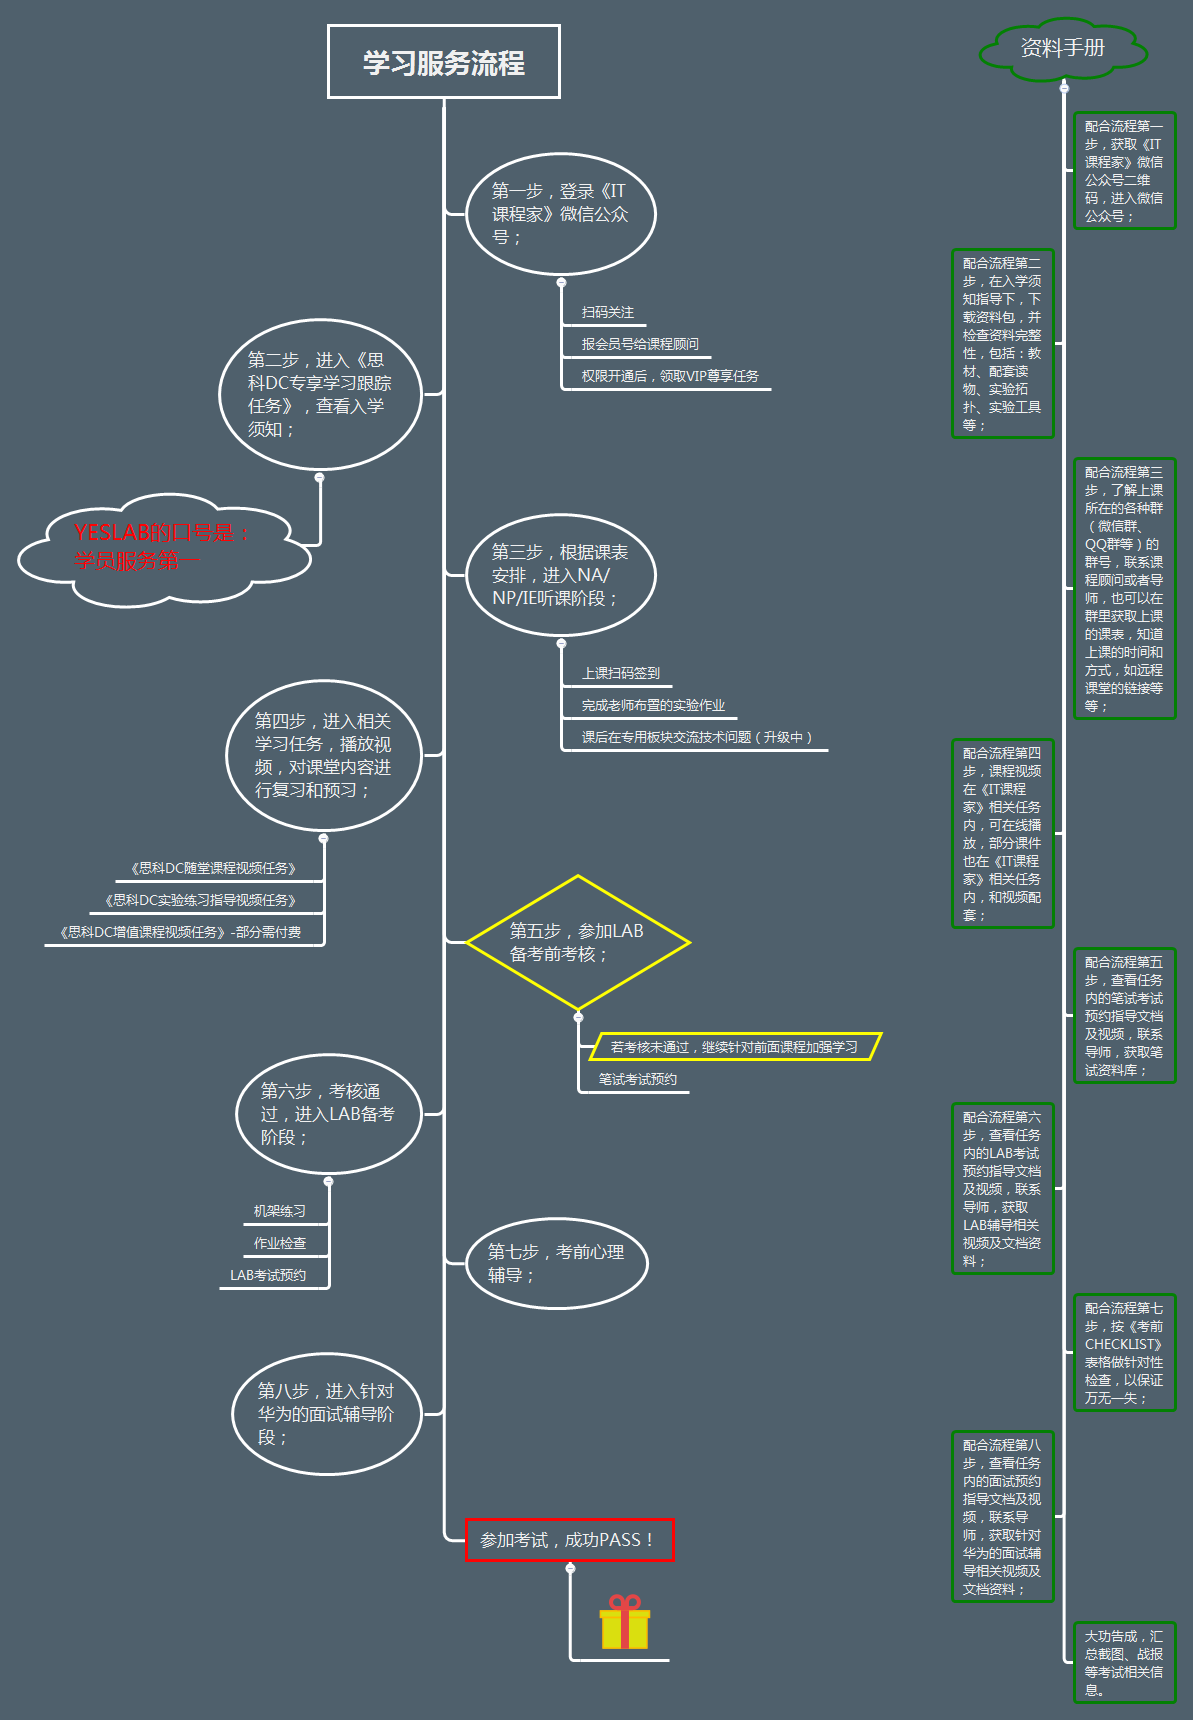 学习服务流程
第一步，登录《IT
课程家》微信公众
号；
扫码关注
报会员号给课程顾问
权限开通后，领取VIP尊享任务
第二步，进入《思
科DC专享学习跟踪
任务》，查看入学
须知；
YESLAB的口号是：
学员服务第一
第三步，根据课表
安排，进入NA/
NP/IE听课阶段；
上课扫码签到
完成老师布置的实验作业
课后在专用板块交流技术问题（升级中）
第四步，进入相关
学习任务，播放视
频，对课堂内容进
行复习和预习；
《思科DC随堂课程视频任务》
《思科DC实验练习指导视频任务》
《思科DC增值课程视频任务》-部分需付费
第五步，参加LAB
备考前考核；
若考核未通过，继续针对前面课程加强学习
笔试考试预约
第六步，考核通
过，进入LAB备考
阶段；
机架练习
作业检查
LAB考试预约
第七步，考前心理
辅导；
第八步，进入针对
华为的面试辅导阶
段；
参加考试，成功PASS！
资料手册
配合流程第一
步，获取《IT
课程家》微信
公众号二维
码，进入微信
公众号；
配合流程第二
步，在入学须
知指导下，下
载资料包，并
检查资料完整
性，包括：教
材、配套读
物、实验拓
扑、实验工具
等；
配合流程第三
步，了解上课
所在的各种群
（微信群、
QQ群等）的
群号，联系课
程顾问或者导
师，也可以在
群里获取上课
的课表，知道
上课的时间和
方式，如远程
课堂的链接等
等；
配合流程第四
步，课程视频
在《IT课程
家》相关任务
内，可在线播
放，部分课件
也在《IT课程
家》相关任务
内，和视频配
套；
配合流程第五
步，查看任务
内的笔试考试
预约指导文档
及视频，联系
导师，获取笔
试资料库；
配合流程第六
步，查看任务
内的LAB考试
预约指导文档
及视频，联系
导师，获取
LAB辅导相关
视频及文档资
料；
配合流程第七
步，按《考前
CHECKLIST》
表格做针对性
检查，以保证
万无一失；
配合流程第八
步，查看任务
内的面试预约
指导文档及视
频，联系导
师，获取针对
华为的面试辅
导相关视频及
文档资料；
大功告成，汇
总截图、战报
等考试相关信
息。